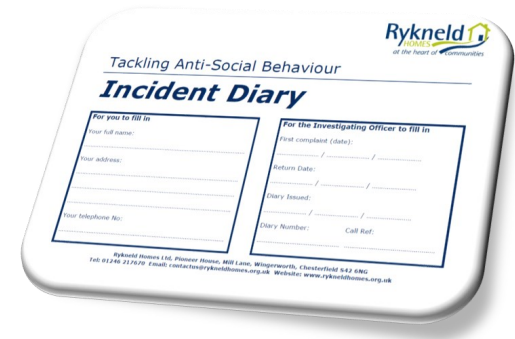 Rykneld
HOMES
at the heart of communities
Tackling Anti-Social Behaviour
Incident Diary
For you to fill in
Your full name:
Your address:
Your telephone No:
For the Investigating Officer to fill in
First complaint (date):
/ /
Return Date:
/ /
Diary Issued:
/ /
Diary Number: Call Ref:
Rykneld Homes Ltd, Pioneer House, Mill Lane, Wingerworth, Chesterfield S42 6NG
Tel: 01246 217670 Email: contactus@rykneldhomes.org.uk Website: www.rykneldhomes.org.uk